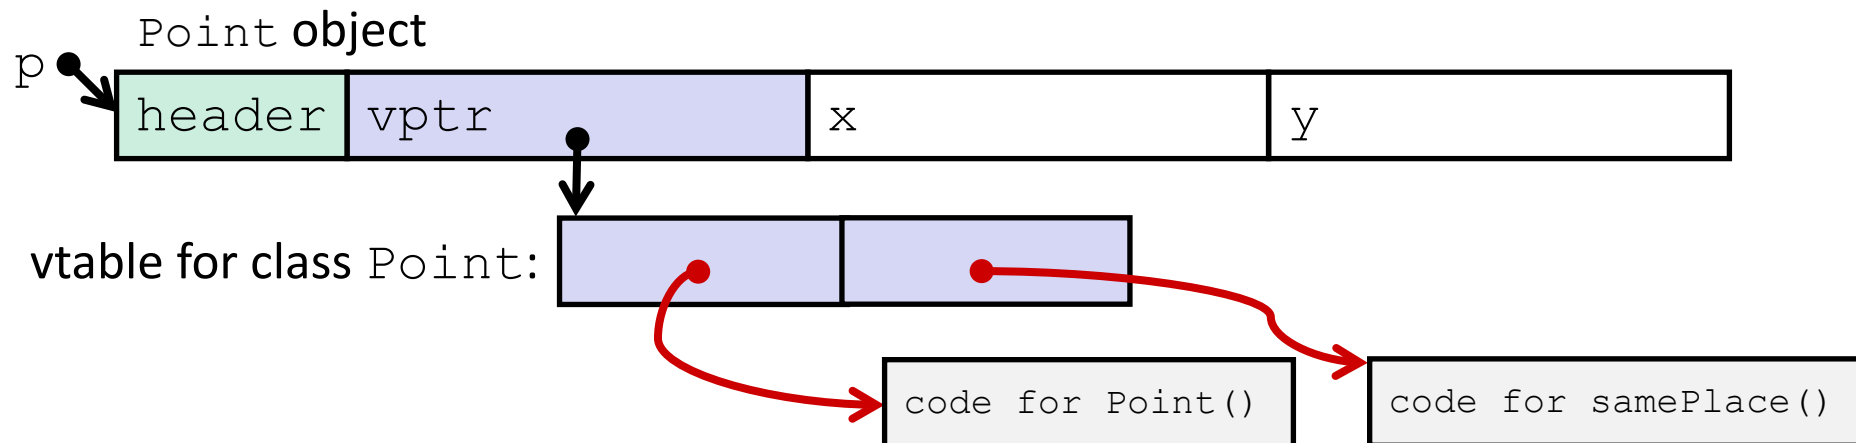 Point object
p
header vptr x y
vtable for class Point:
code for Point() code for samePlace()